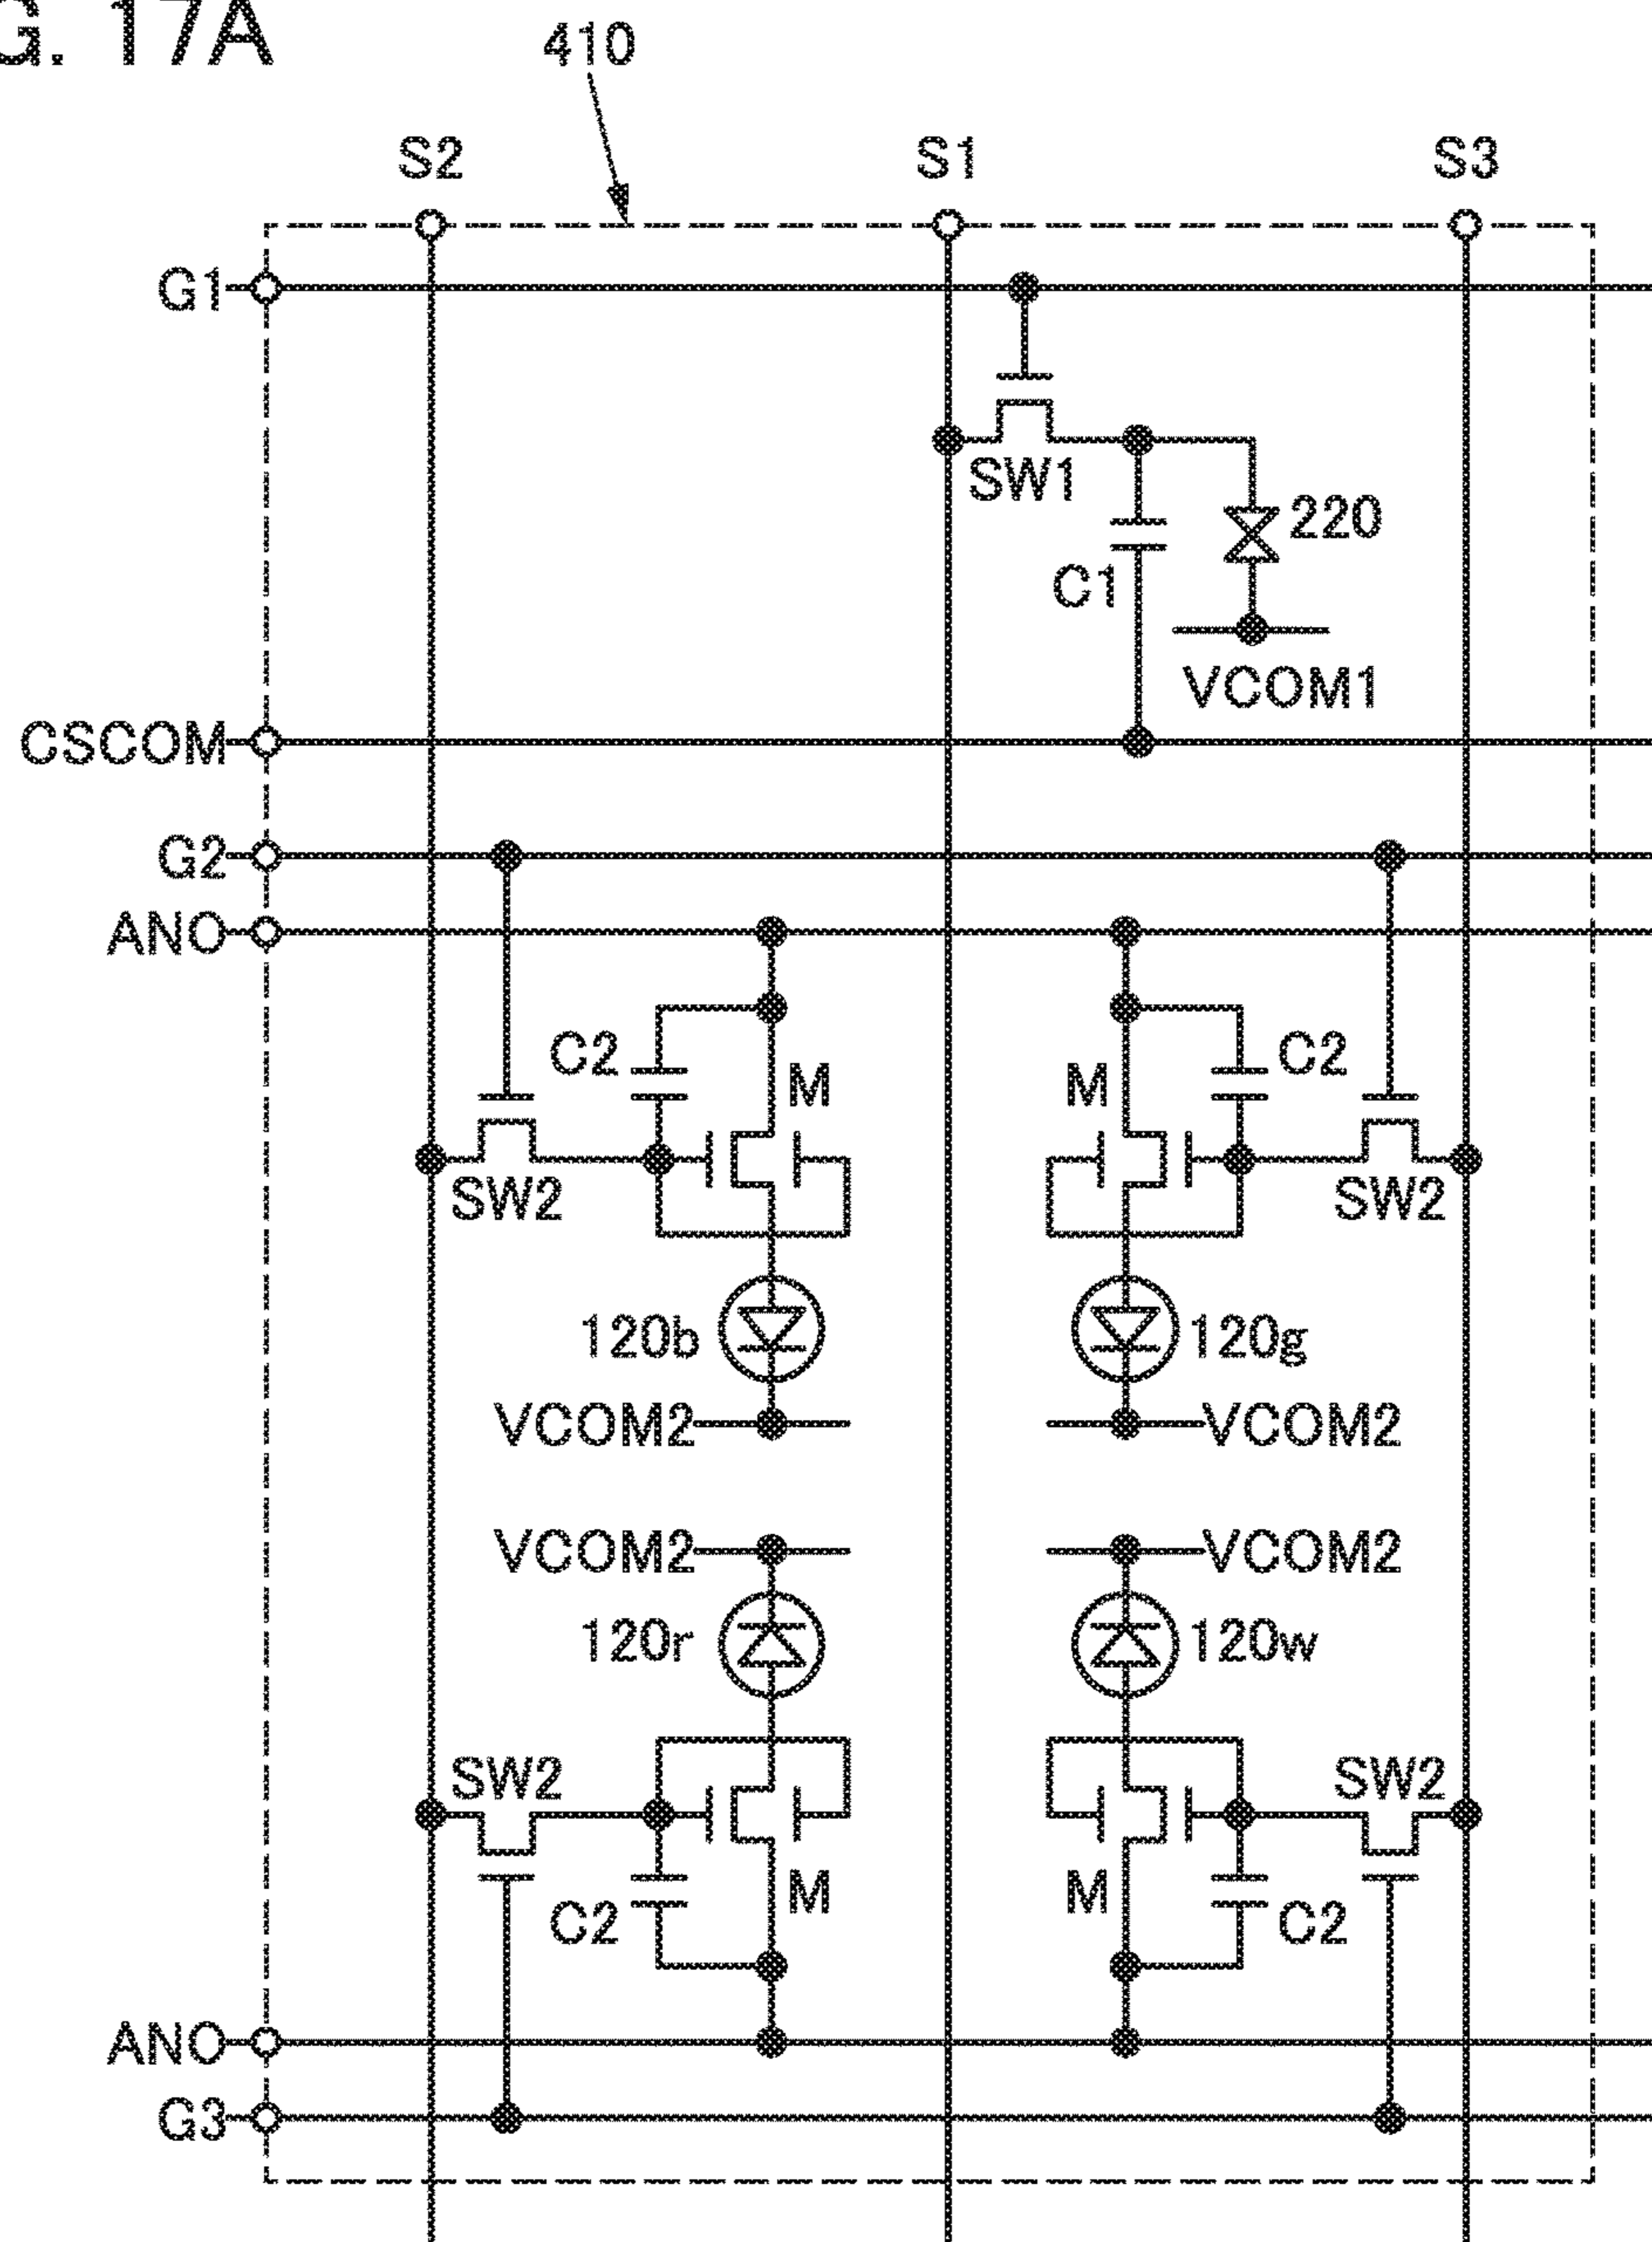 G. 17A
410
S2 S1 S3
G1
SW1
220
C1
VCOM1
CSCOM
G2
ANO
C2 M M C2
SW2 SW2
120b 120g
VCOM2 VCOM2
VCOM2 VCOM2
120r 120w
SW2 SW2
C2 M M C2
ANO
G3